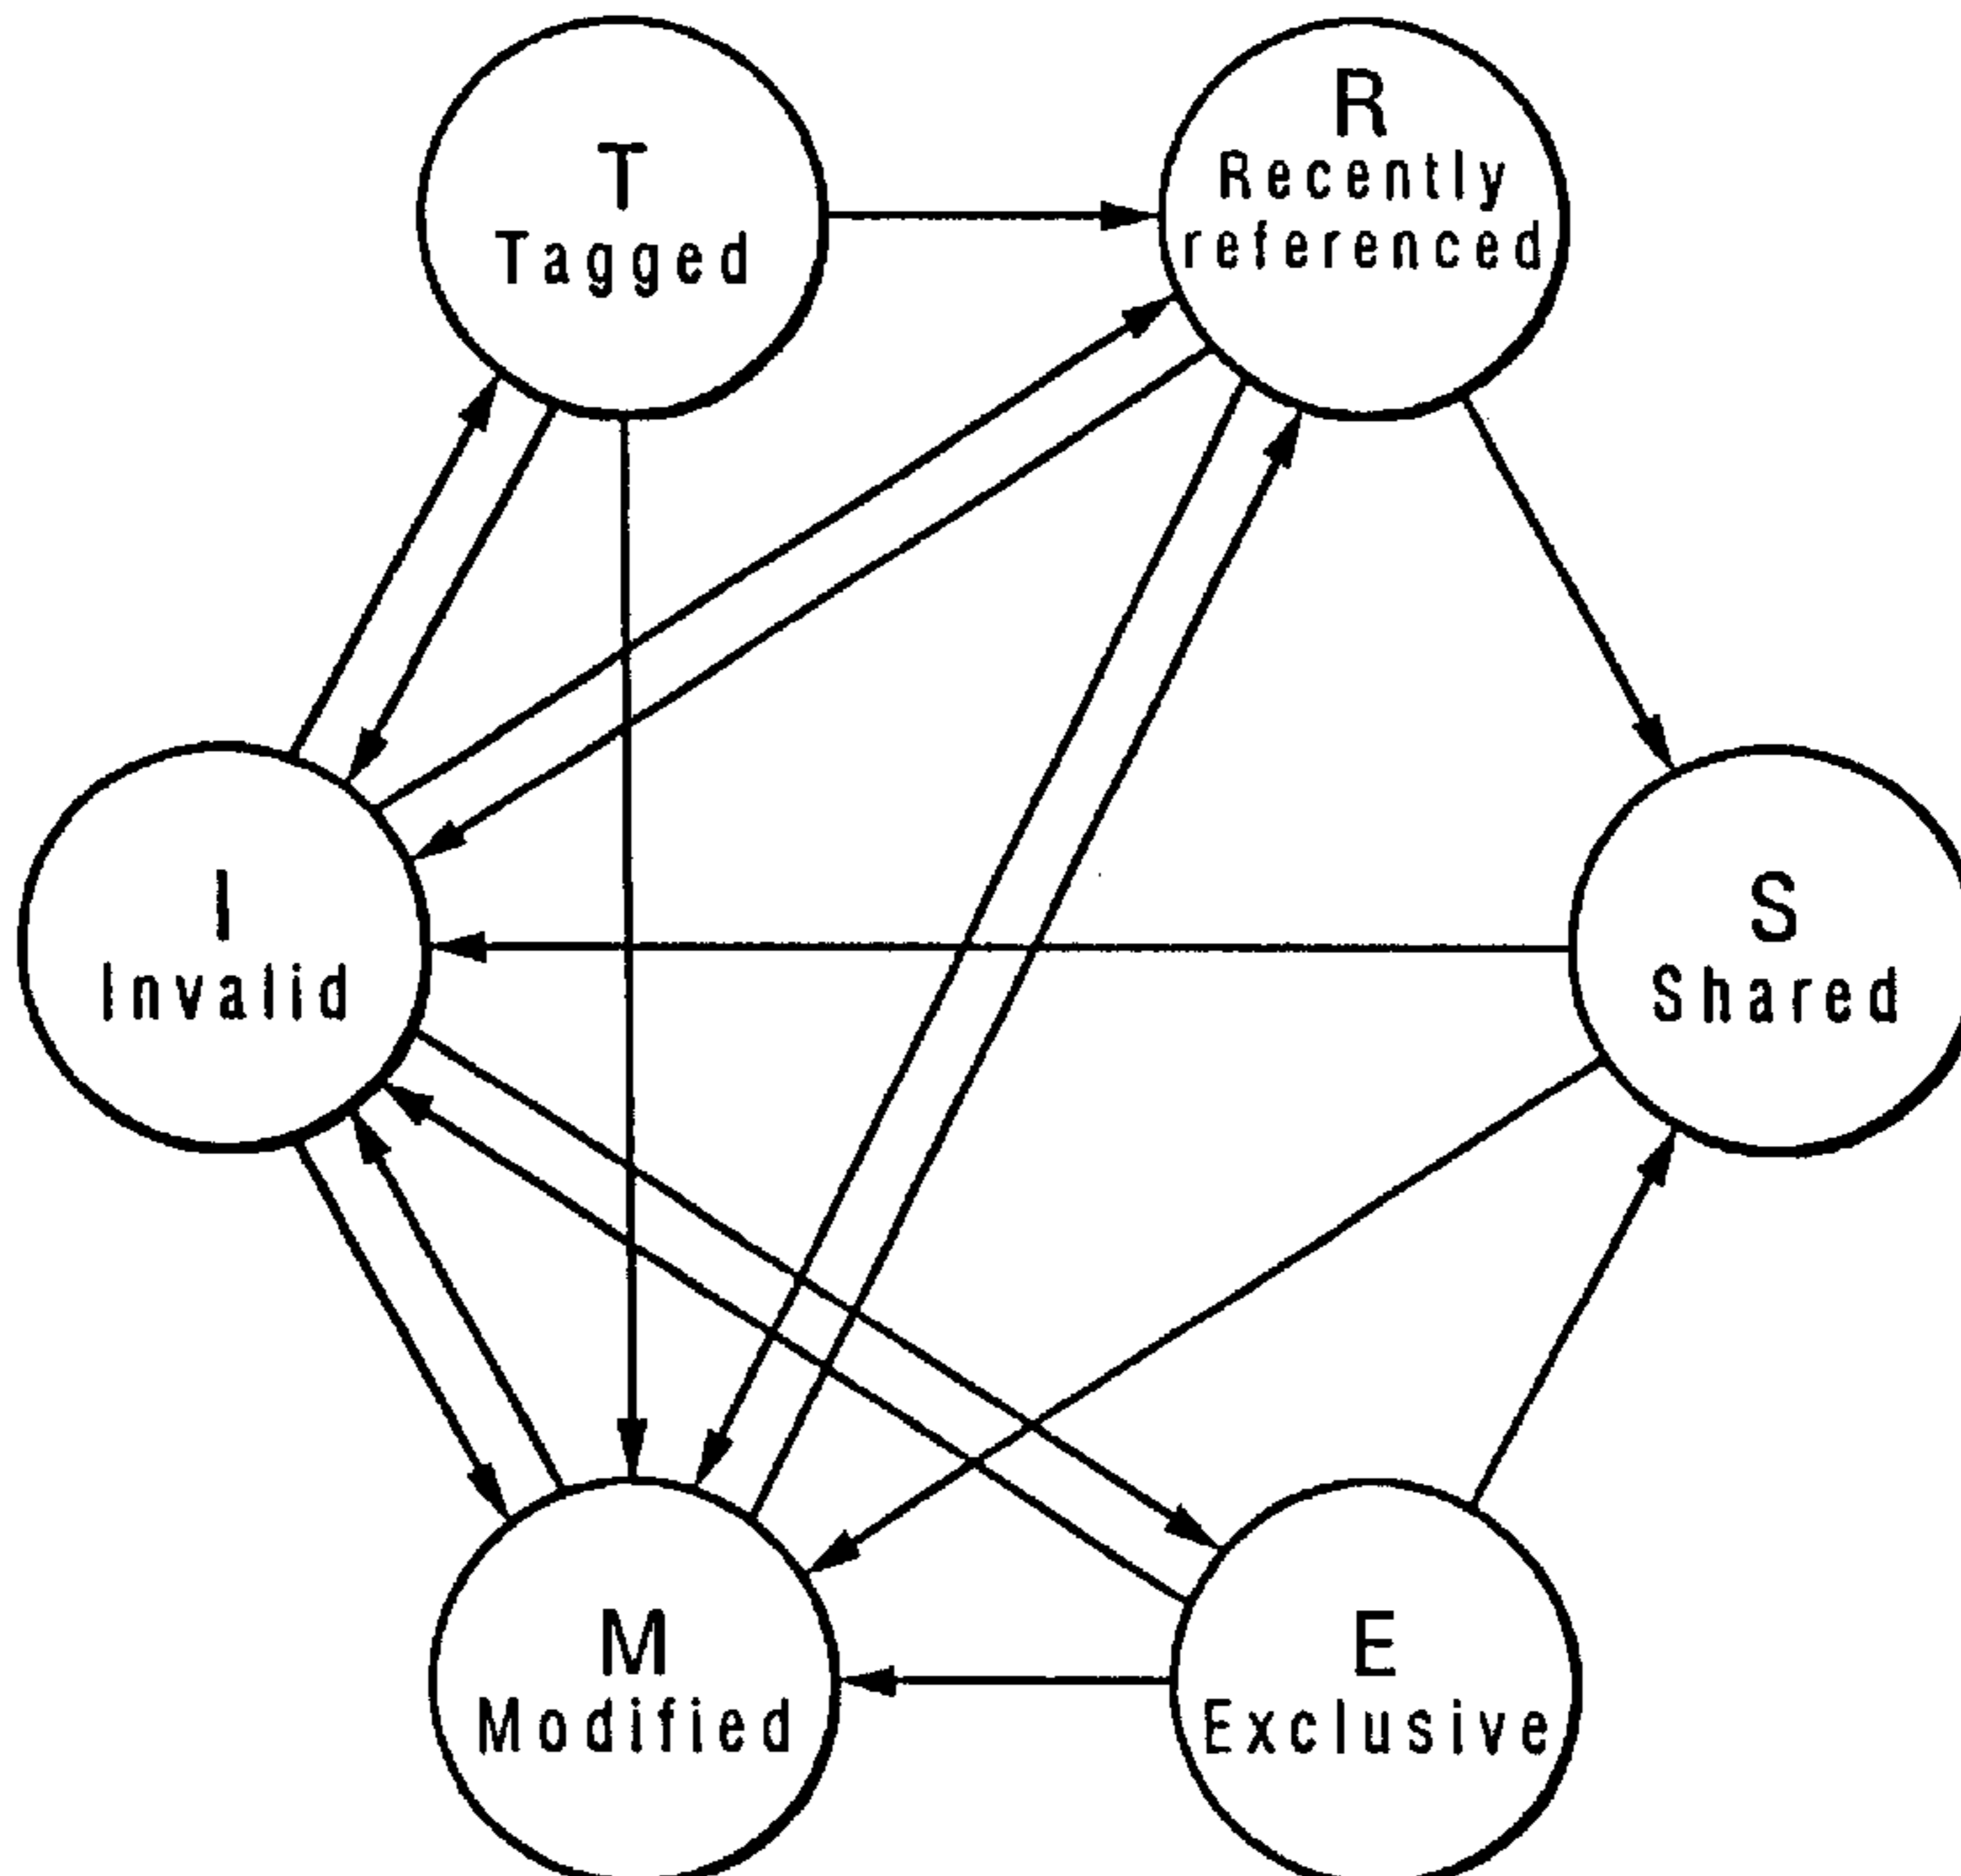 T
Tagged
R
Recently
referenced
I
Invalid
S
Shared
M
Modified
E
Exclusive